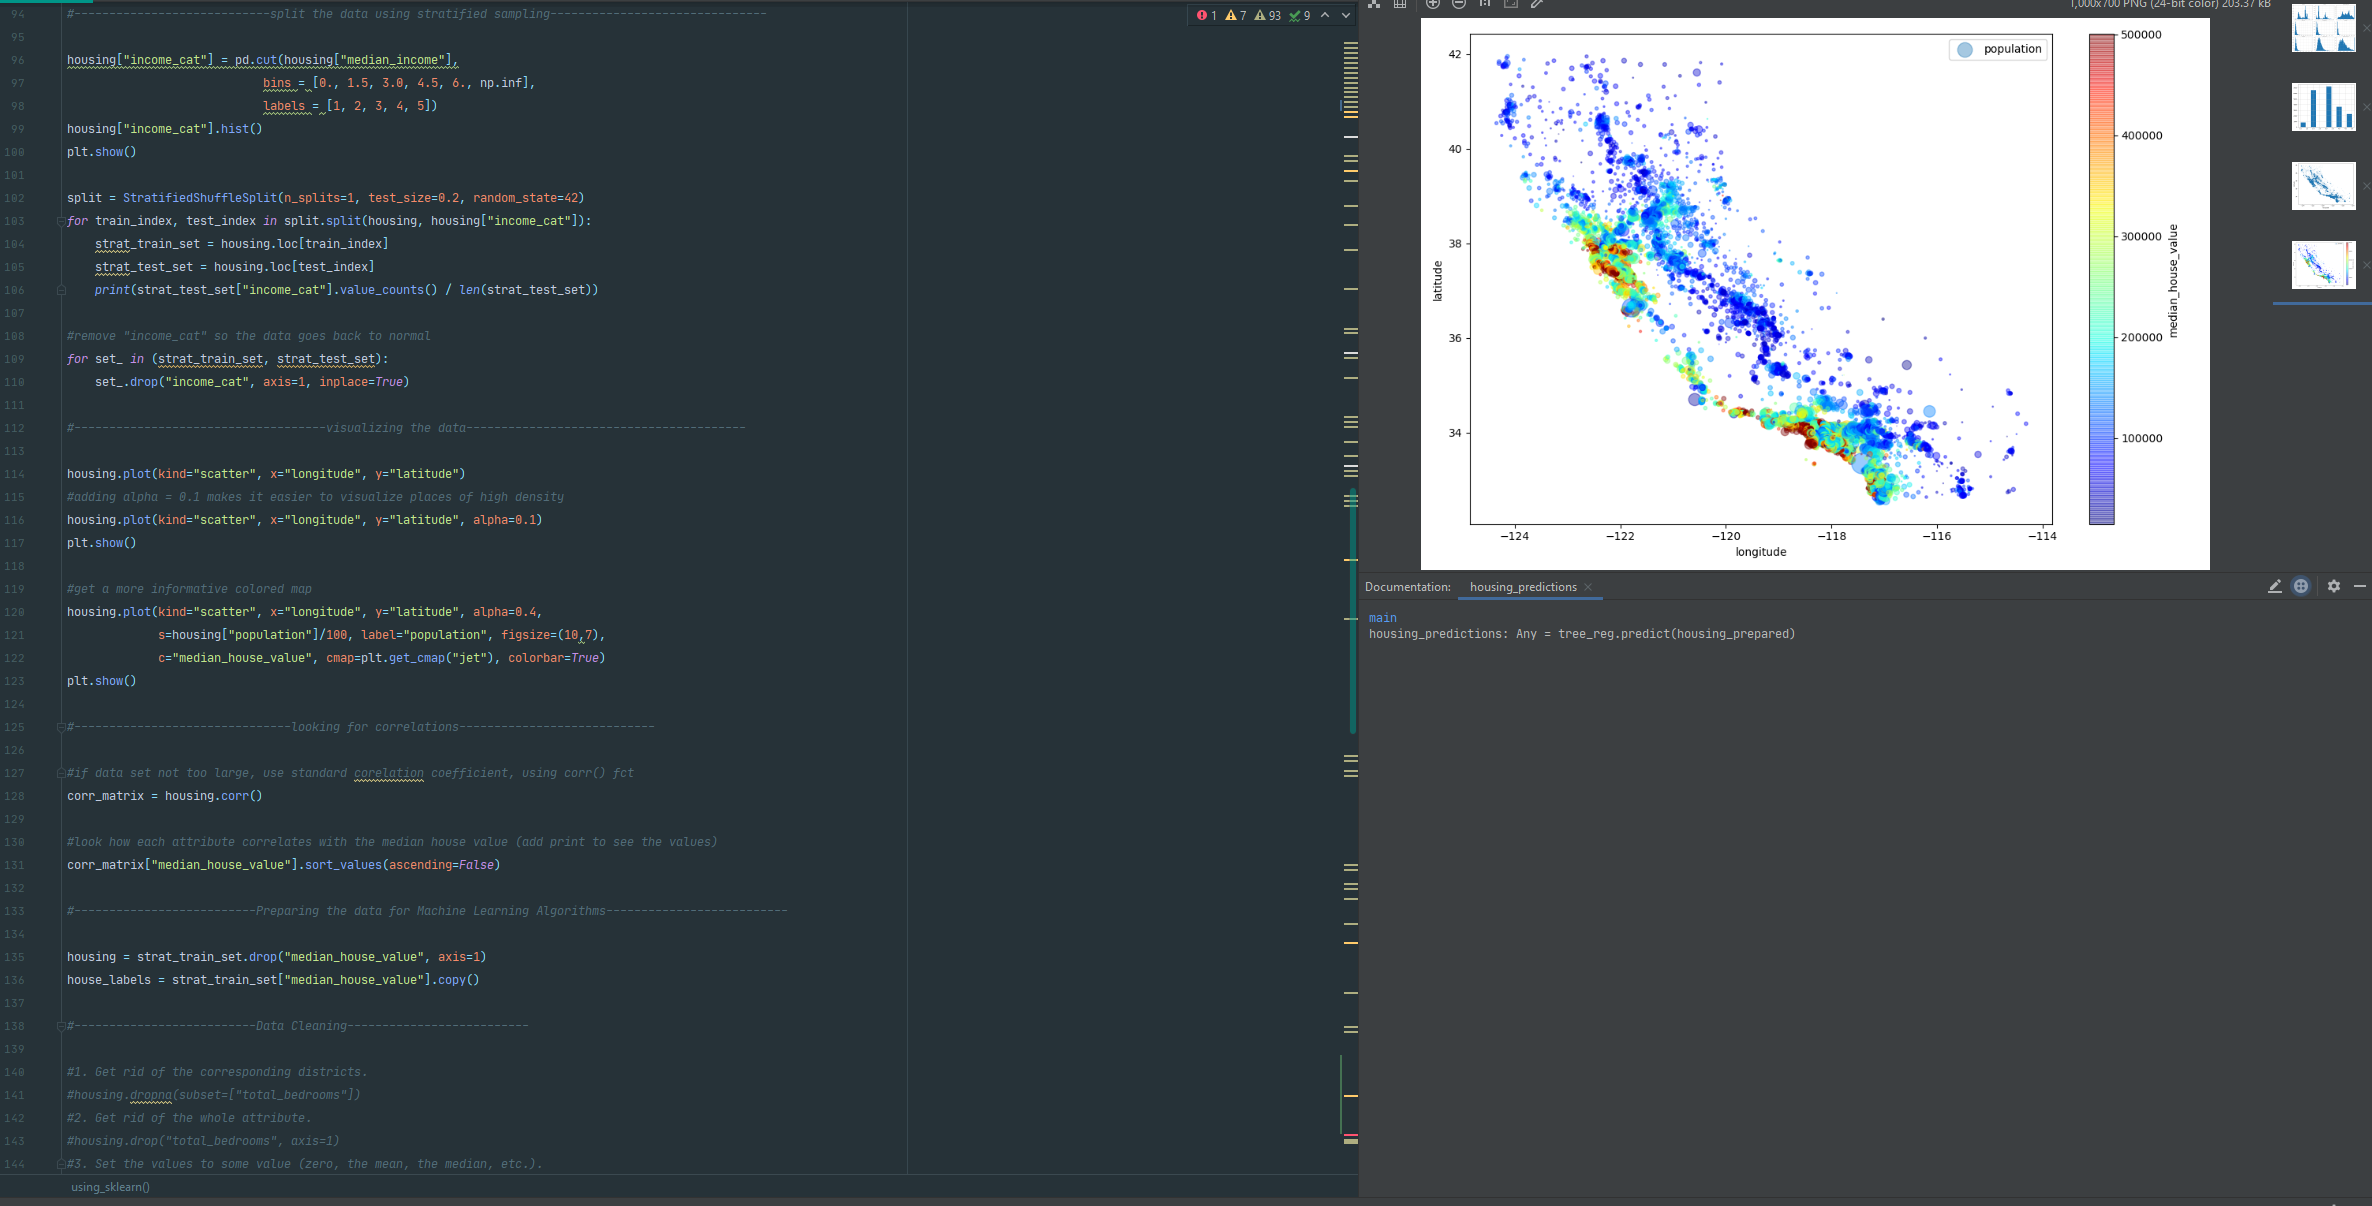 94 #----------------------------split the data using stratified sampling-------------------------------
95
96 housing["income_cat"] = pd.cut(housing["median_income"],
97 bins = [0., 1.5, 3.0, 4.5, 6., np.inf],
98 labels = [1, 2, 3, 4, 5])
99 housing["income_cat"].hist()
100 plt.show()
101
102 split = StratifiedShuffleSplit(n_splits=1, test_size=0.2, random_state=42)
103 for train_index, test_index in split.split(housing, housing["income_cat"]):
104 strat_train_set = housing.loc[train_index]
105 strat_test_set = housing.loc[test_index]
106 print(strat_test_set["income_cat"].value_counts() / len(strat_test_set))
107
108 #remove "income_cat" so the data goes back to normal
109 for set_ in (strat_train_set, strat_test_set):
110 set_.drop("income_cat", axis=1, inplace=True)
111
112 #------------------------------------visualizing the data----------------------------------------
113
114 housing.plot(kind="scatter", x="longitude", y="latitude")
115 #adding alpha = 0.1 makes it easier to visualize places of high density
116 housing.plot(kind="scatter", x="longitude", y="latitude", alpha=0.1)
117 plt.show()
118
119 #get a more informative colored map
120 housing.plot(kind="scatter", x="longitude", y="latitude", alpha=0.4,
121 s=housing["population"]/100, label="population", figsize=(10,7),
122 c="median_house_value", cmap=plt.get_cmap("jet"), colorbar=True)
123 plt.show()
124
125 #-------------------------------looking for correlations----------------------------
126
127 #if data set not too large, use standard corelation coefficient, using corr() fct
128 corr_matrix = housing.corr()
129
130 #look how each attribute correlates with the median house value (add print to see the values)
131 corr_matrix["median_house_value"].sort_values(ascending=False)
132
133 #--------------------------Preparing the data for Machine Learning Algorithms--------------------------
134
135 housing = strat_train_set.drop("median_house_value", axis=1)
136 house_labels = strat_train_set["median_house_value"].copy()
137
138 #--------------------------Data Cleaning--------------------------
139
140 #1. Get rid of the corresponding districts.
141 #housing.dropna(subset=["total_bedrooms"])
142 #2. Get rid of the whole attribute.
143 #housing.drop("total_bedrooms", axis=1)
144 #3. Set the values to some value (zero, the mean, the median, etc.).
using_sklearn()
1 7 93 9
1,000x700 PNG (24-bit color) 203.37 kB
population
42
40
38
36
34
latitude
−124 −122 −120 −118 −116 −114
longitude
500000
400000
300000
200000
100000
median_house_value
Documentation: housing_predictions
main
housing_predictions: Any = tree_reg.predict(housing_prepared)